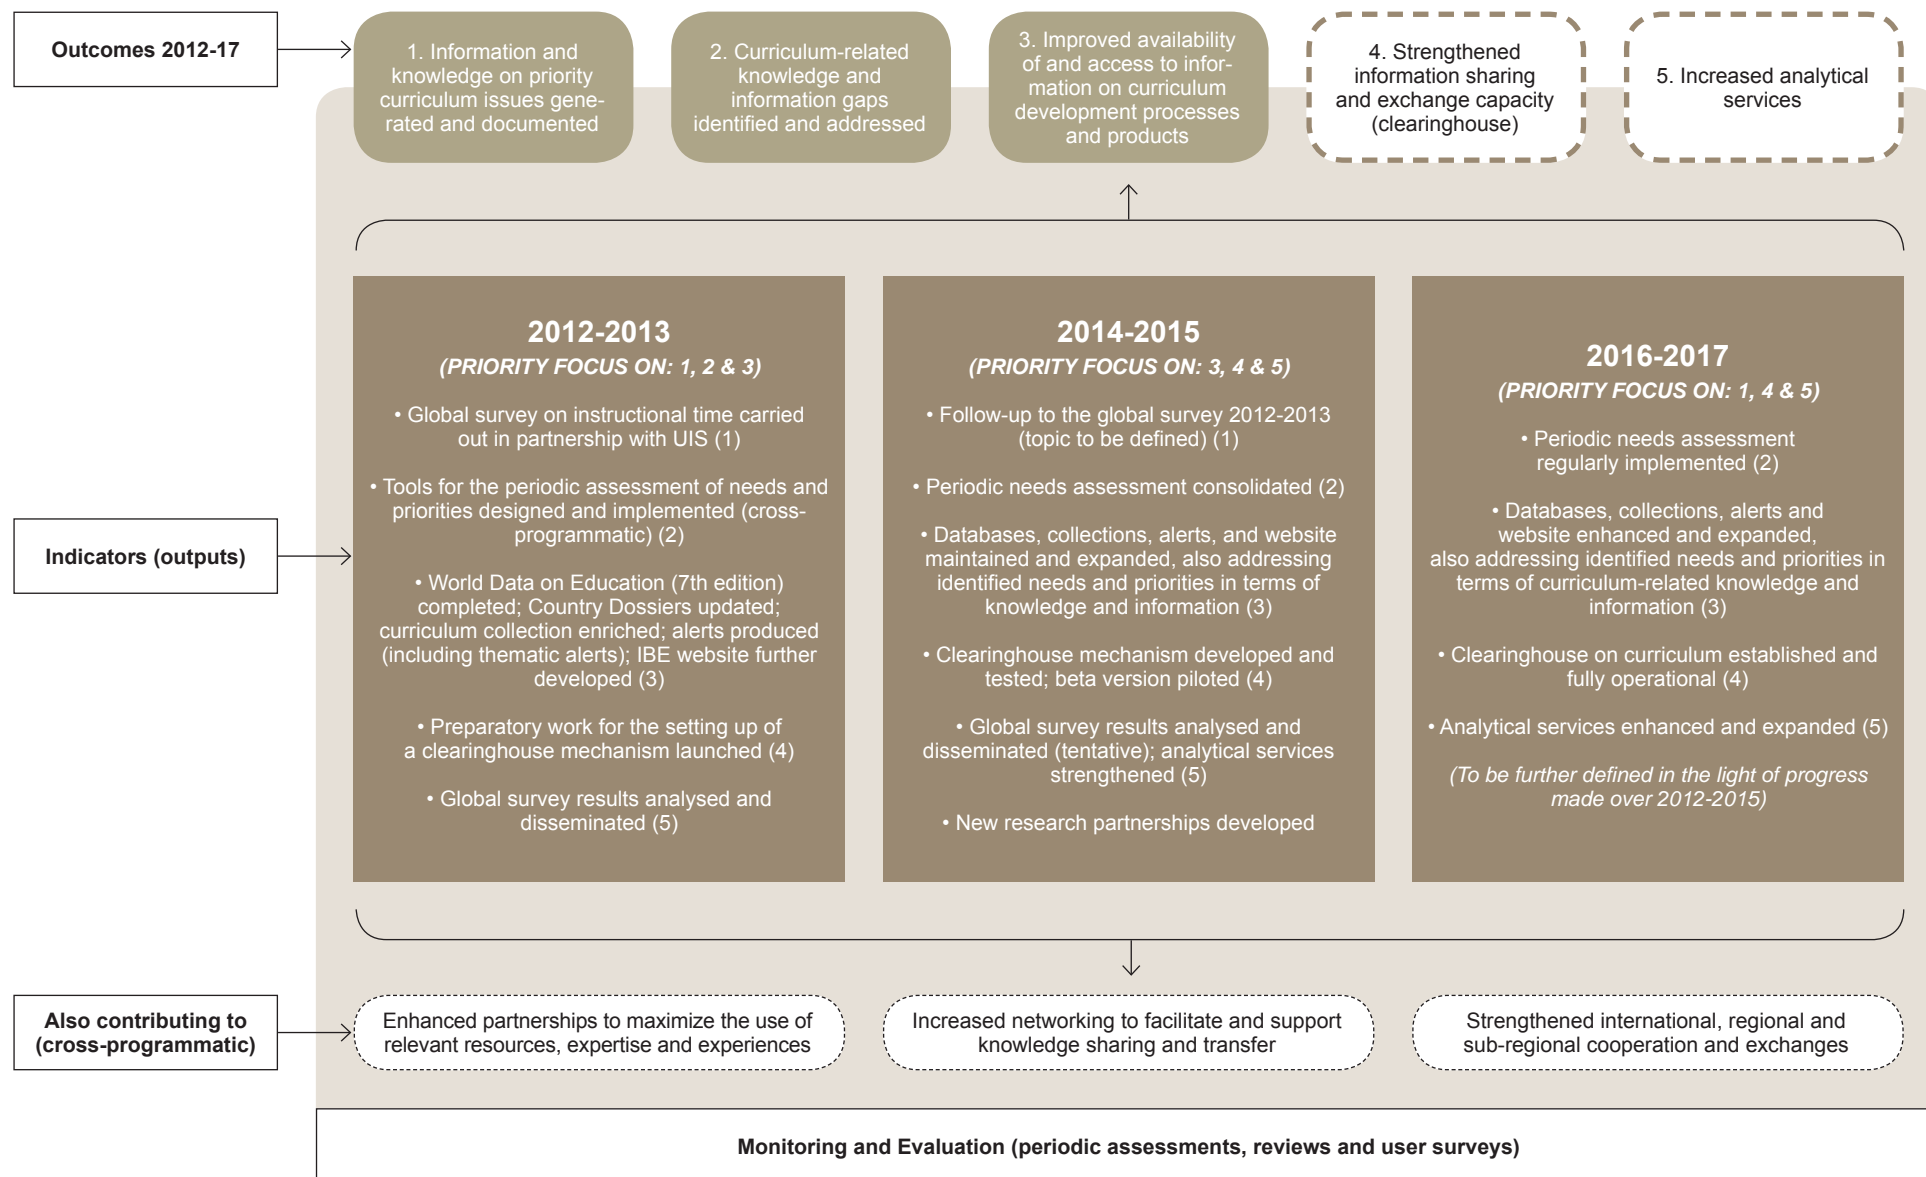 Outcomes 2012-17
1. Information and
knowledge on priority
curriculum issues gene-
rated and documented
2. Curriculum-related
knowledge and
information gaps
identified and addressed
3. Improved availability
of and access to infor-
mation on curriculum
development processes
and products
4. Strengthened
information sharing
and exchange capacity
(clearinghouse)
5. Increased analytical
services
Indicators (outputs)
2012-2013
(PRIORITY FOCUS ON: 1, 2 & 3)
• Global survey on instructional time carried
out in partnership with UIS (1)
• Tools for the periodic assessment of needs and
priorities designed and implemented (cross-
programmatic) (2)
• World Data on Education (7th edition)
completed; Country Dossiers updated;
curriculum collection enriched; alerts produced
(including thematic alerts); IBE website further
developed (3)
• Preparatory work for the setting up of
a clearinghouse mechanism launched (4)
• Global survey results analysed and
disseminated (5)
2014-2015
(PRIORITY FOCUS ON: 3, 4 & 5)
• Follow-up to the global survey 2012-2013
(topic to be defined) (1)
• Periodic needs assessment consolidated (2)
• Databases, collections, alerts, and website
maintained and expanded, also addressing
identified needs and priorities in terms of
knowledge and information (3)
• Clearinghouse mechanism developed and
tested; beta version piloted (4)
• Global survey results analysed and
disseminated (tentative); analytical services
strengthened (5)
• New research partnerships developed
2016-2017
(PRIORITY FOCUS ON: 1, 4 & 5)
• Periodic needs assessment
regularly implemented (2)
• Databases, collections, alerts and
website enhanced and expanded,
also addressing identified needs and priorities in
terms of curriculum-related knowledge and
information (3)
• Clearinghouse on curriculum established and
fully operational (4)
• Analytical services enhanced and expanded (5)
(To be further defined in the light of progress
made over 2012-2015)
Also contributing to
(cross-programmatic)
Enhanced partnerships to maximize the use of
relevant resources, expertise and experiences
Increased networking to facilitate and support
knowledge sharing and transfer
Strengthened international, regional and
sub-regional cooperation and exchanges
Monitoring and Evaluation (periodic assessments, reviews and user surveys)